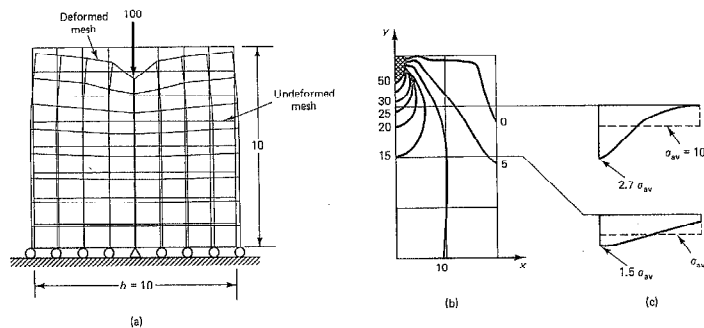 Deformed
mesh
100
Undeformed
mesh
10
h = 10
(a)
y
50
30
25
20
15
0
5
10
x
(b)
σav = 10
2.7 σav
σav
1.5 σav
(c)